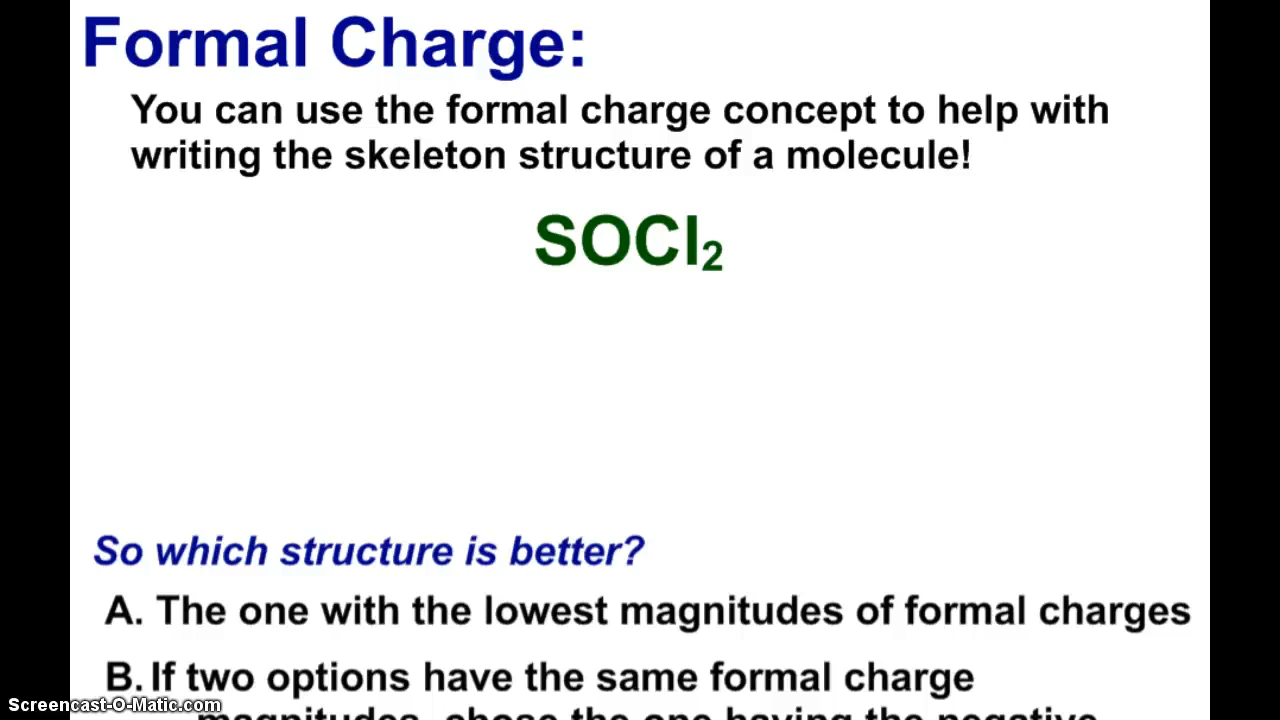 Formal Charge:
You can use the formal charge concept to help with
writing the skeleton structure of a molecule!
SOCl₂
So which structure is better?
A. The one with the lowest magnitudes of formal charges
B. If two options have the same formal charge
Screencast-O-Matic.com
magnitudes, chose the one having the negative